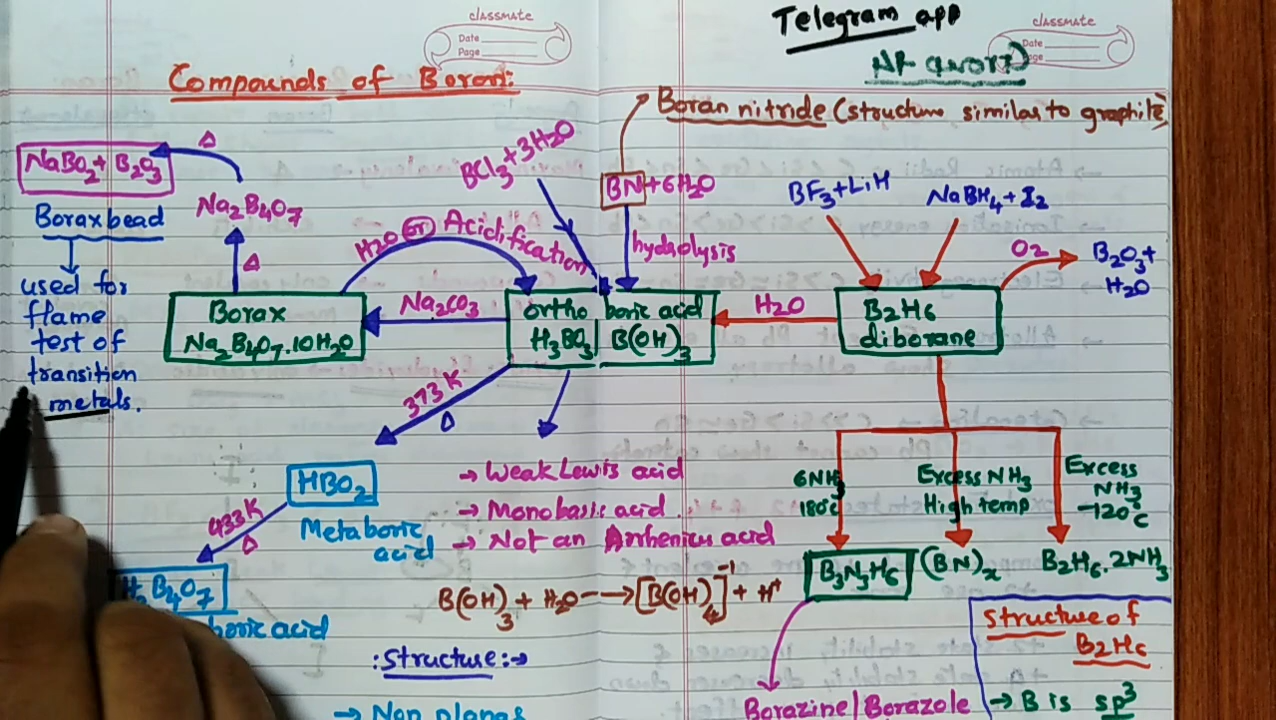 classmate
Date
Page
Telegram app
classmate
Date
Page
Compounds of Boron:
Boran nitride (structure similar to graphite)
NaBO2 + B2O3
Δ
BCl3 + 3H2O
BN + 6H2O
BF3 + LiH
NaBH4 + I2
Borax bead
Na2B4O7
H2O or Acidification
hydrolysis
O2
B2O3 +
H2O
used for
flame
test of
transition
metals.
Δ
Borax
Na2B4O7.10H2O
Na2CO3
ortho boric acid
H3BO3 | B(OH)3
H2O
B2H6
diborane
373 K
Δ
HBO2
Metaboric
acid
→ Weak Lewis acid
→ Monobasic acid.
→ Not an Arrhenius acid
6NH3
180°C
Excess NH3
High temp
Excess
NH3
-120°C
433K
Δ
H2B4O7
boric acid
B(OH)3 + H2O → [B(OH)4]-1 + H+
B3N3H6
(BN)x
B2H6.2NH3
:Structure:→
→ Non planar
Borazine/Borazole
Structure of
B2H6
→ B is sp3